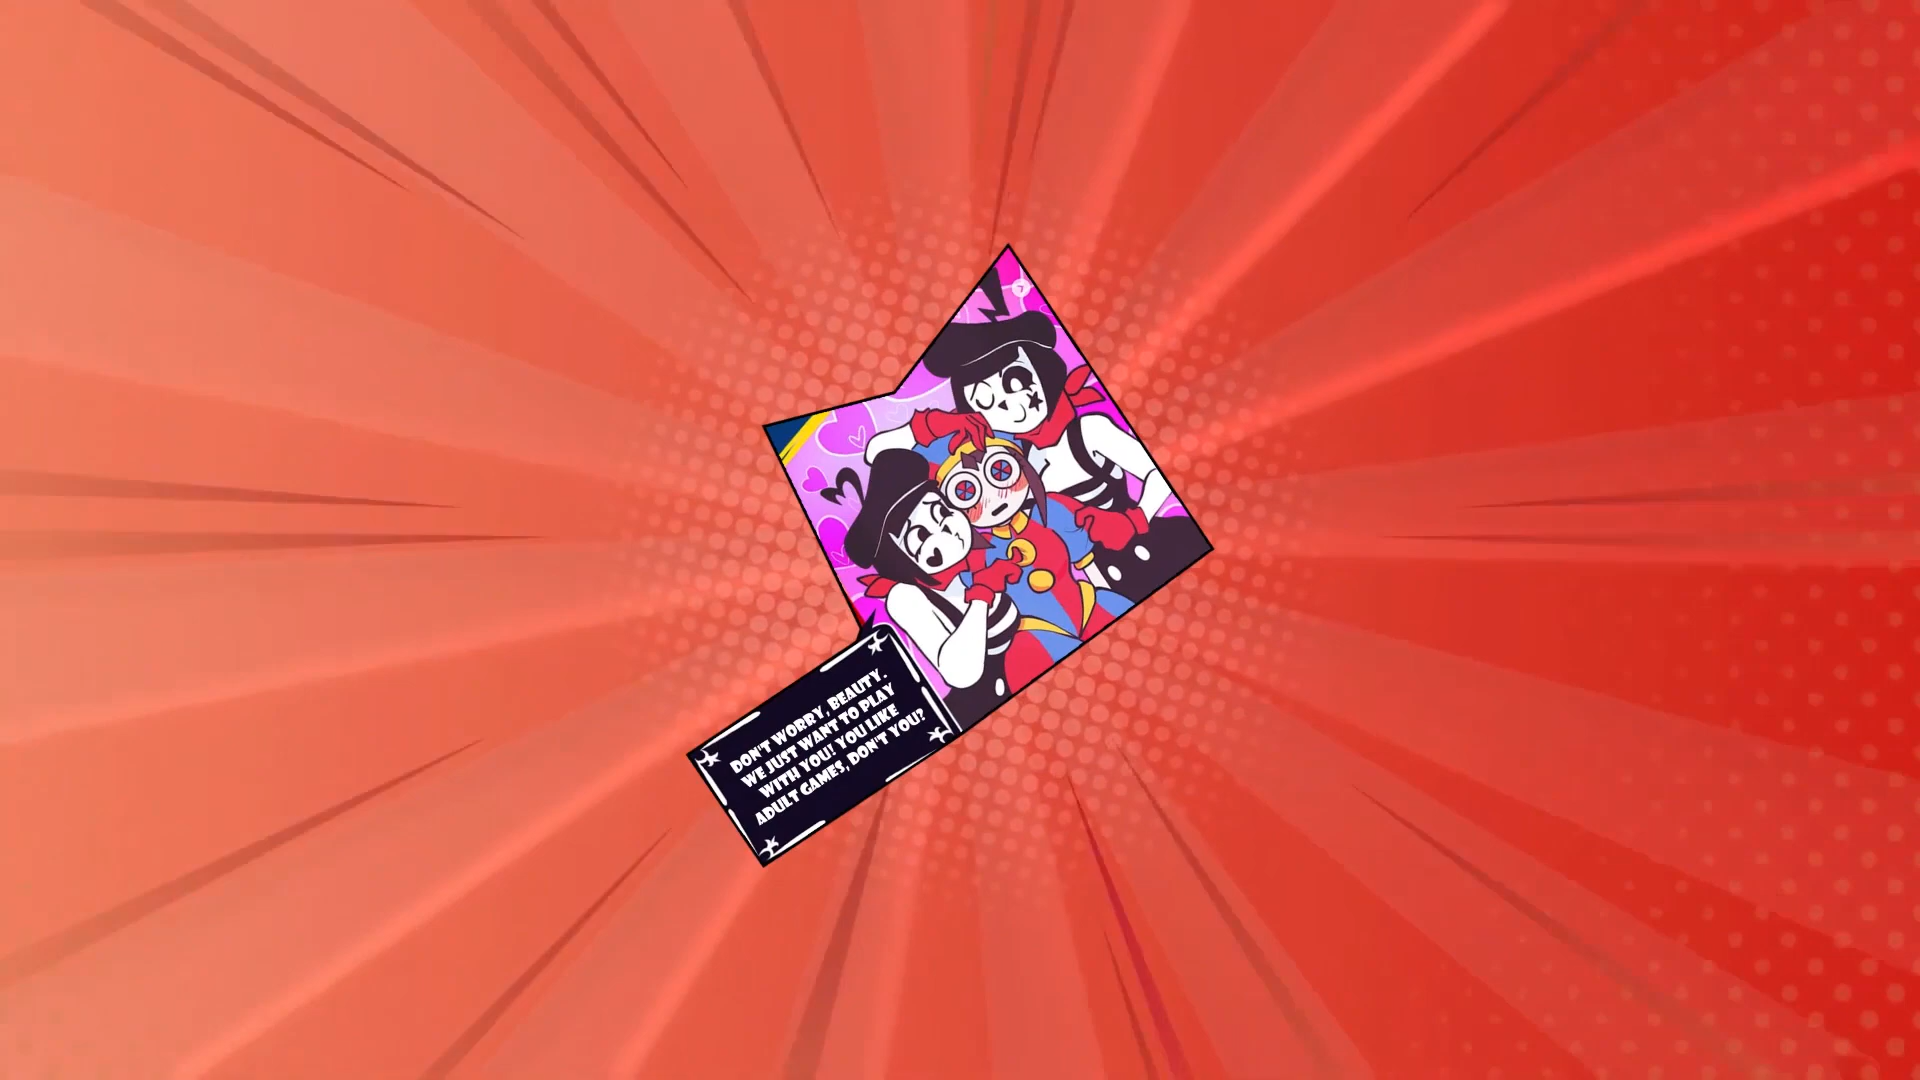 DON'T WORRY, BEAUTY.
WE JUST WANT TO PLAY
WITH YOU! YOU LIKE
ADULT GAMES, DON'T YOU?